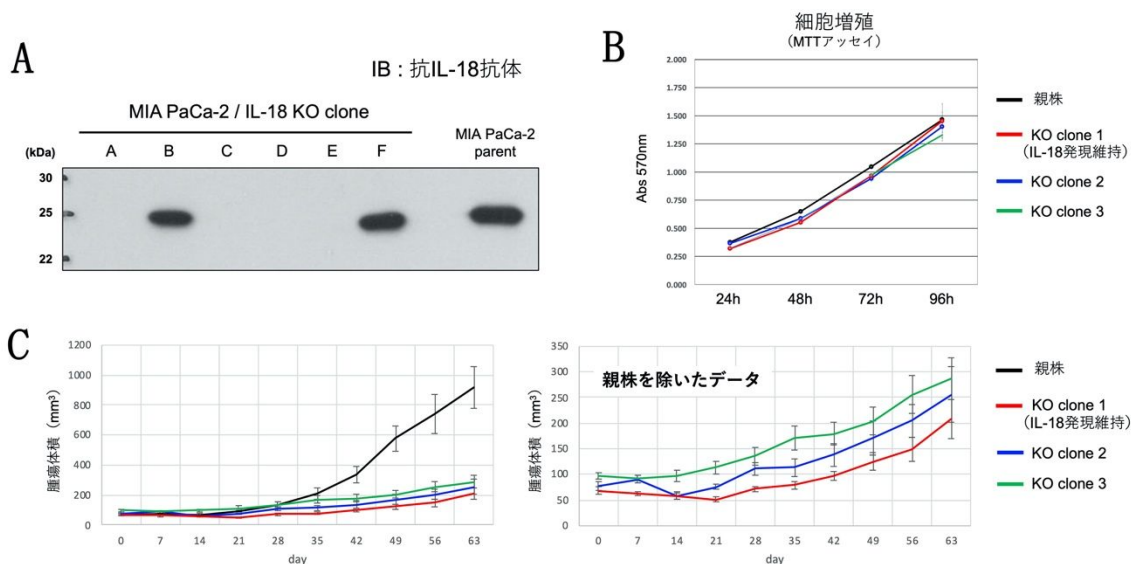 A
IB : 抗IL-18抗体
MIA PaCa-2 / IL-18 KO clone
MIA PaCa-2
parent
(kDa)
A B C D E F
30
25
22
B
細胞増殖
(MTTアッセイ)
Abs 570nm
2.000
1.750
1.500
1.250
1.000
0.750
0.500
0.250
0.000
24h 48h 72h 96h
親株
KO clone 1
(IL-18発現維持)
KO clone 2
KO clone 3
C
腫瘍体積 (mm³)
1200
1000
800
600
400
200
0
0 7 14 21 28 35 42 49 56 63
day
親株を除いたデータ
腫瘍体積 (mm³)
350
300
250
200
150
100
50
0
0 7 14 21 28 35 42 49 56 63
day
親株
KO clone 1
(IL-18発現維持)
KO clone 2
KO clone 3